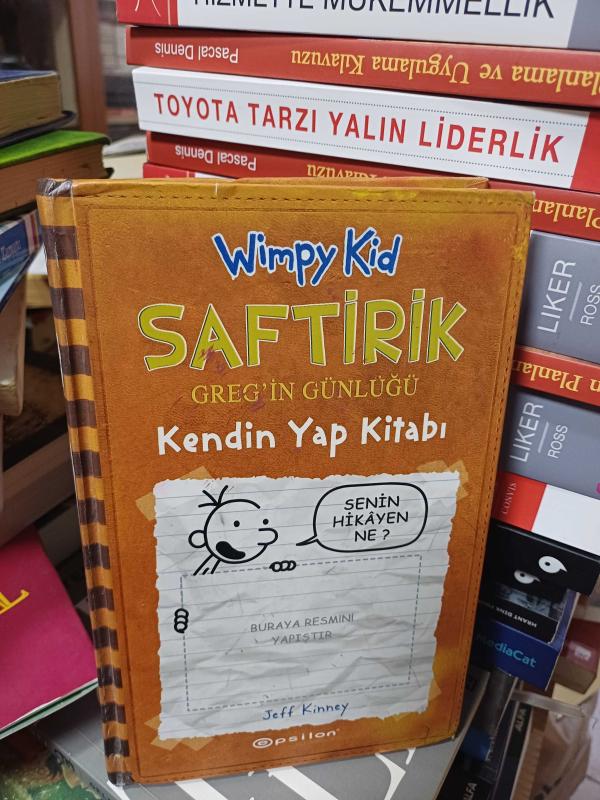 HİZMETTE MÜKEMMELLİK
Planlama ve Uygulama Kılavuzu
Pascal Dennis
TOYOTA TARZI YALIN LİDERLİK
Pascal Dennis
LIKER
ROSS
LIKER
ROSS
MediaCat
Wimpy Kid
SAFTİRİK
GREG'İN GÜNLÜĞÜ
Kendin Yap Kitabı
SENİN
HİKÂYEN
NE ?
BURAYA RESMİNİ
YAPIŞTIR
Jeff Kinney
epsilon